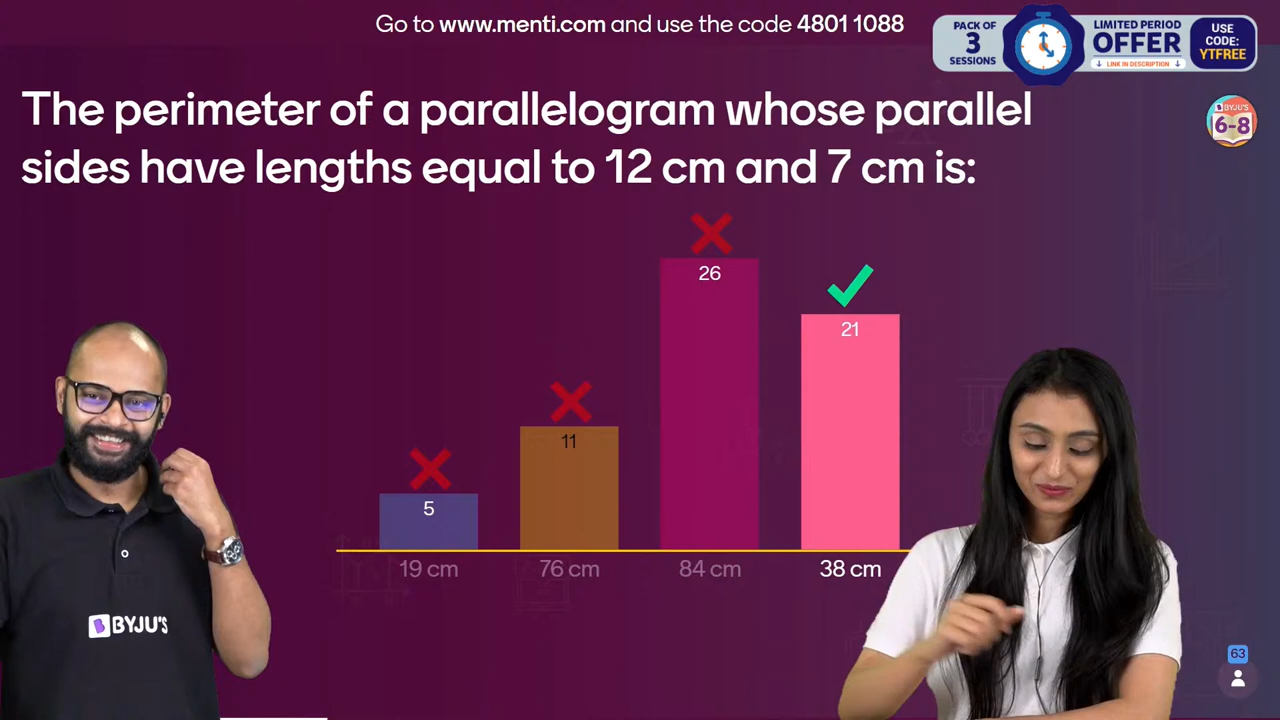 Go to www.menti.com and use the code 4801 1088
PACK OF
3
SESSIONS
LIMITED PERIOD
OFFER
↓ LINK IN DESCRIPTION ↓
USE
CODE:
YTFREE
BYJU'S
6-8
The perimeter of a parallelogram whose parallel
sides have lengths equal to 12 cm and 7 cm is:
26
21
11
5
19 cm
76 cm
84 cm
38 cm
BYJU'S
63